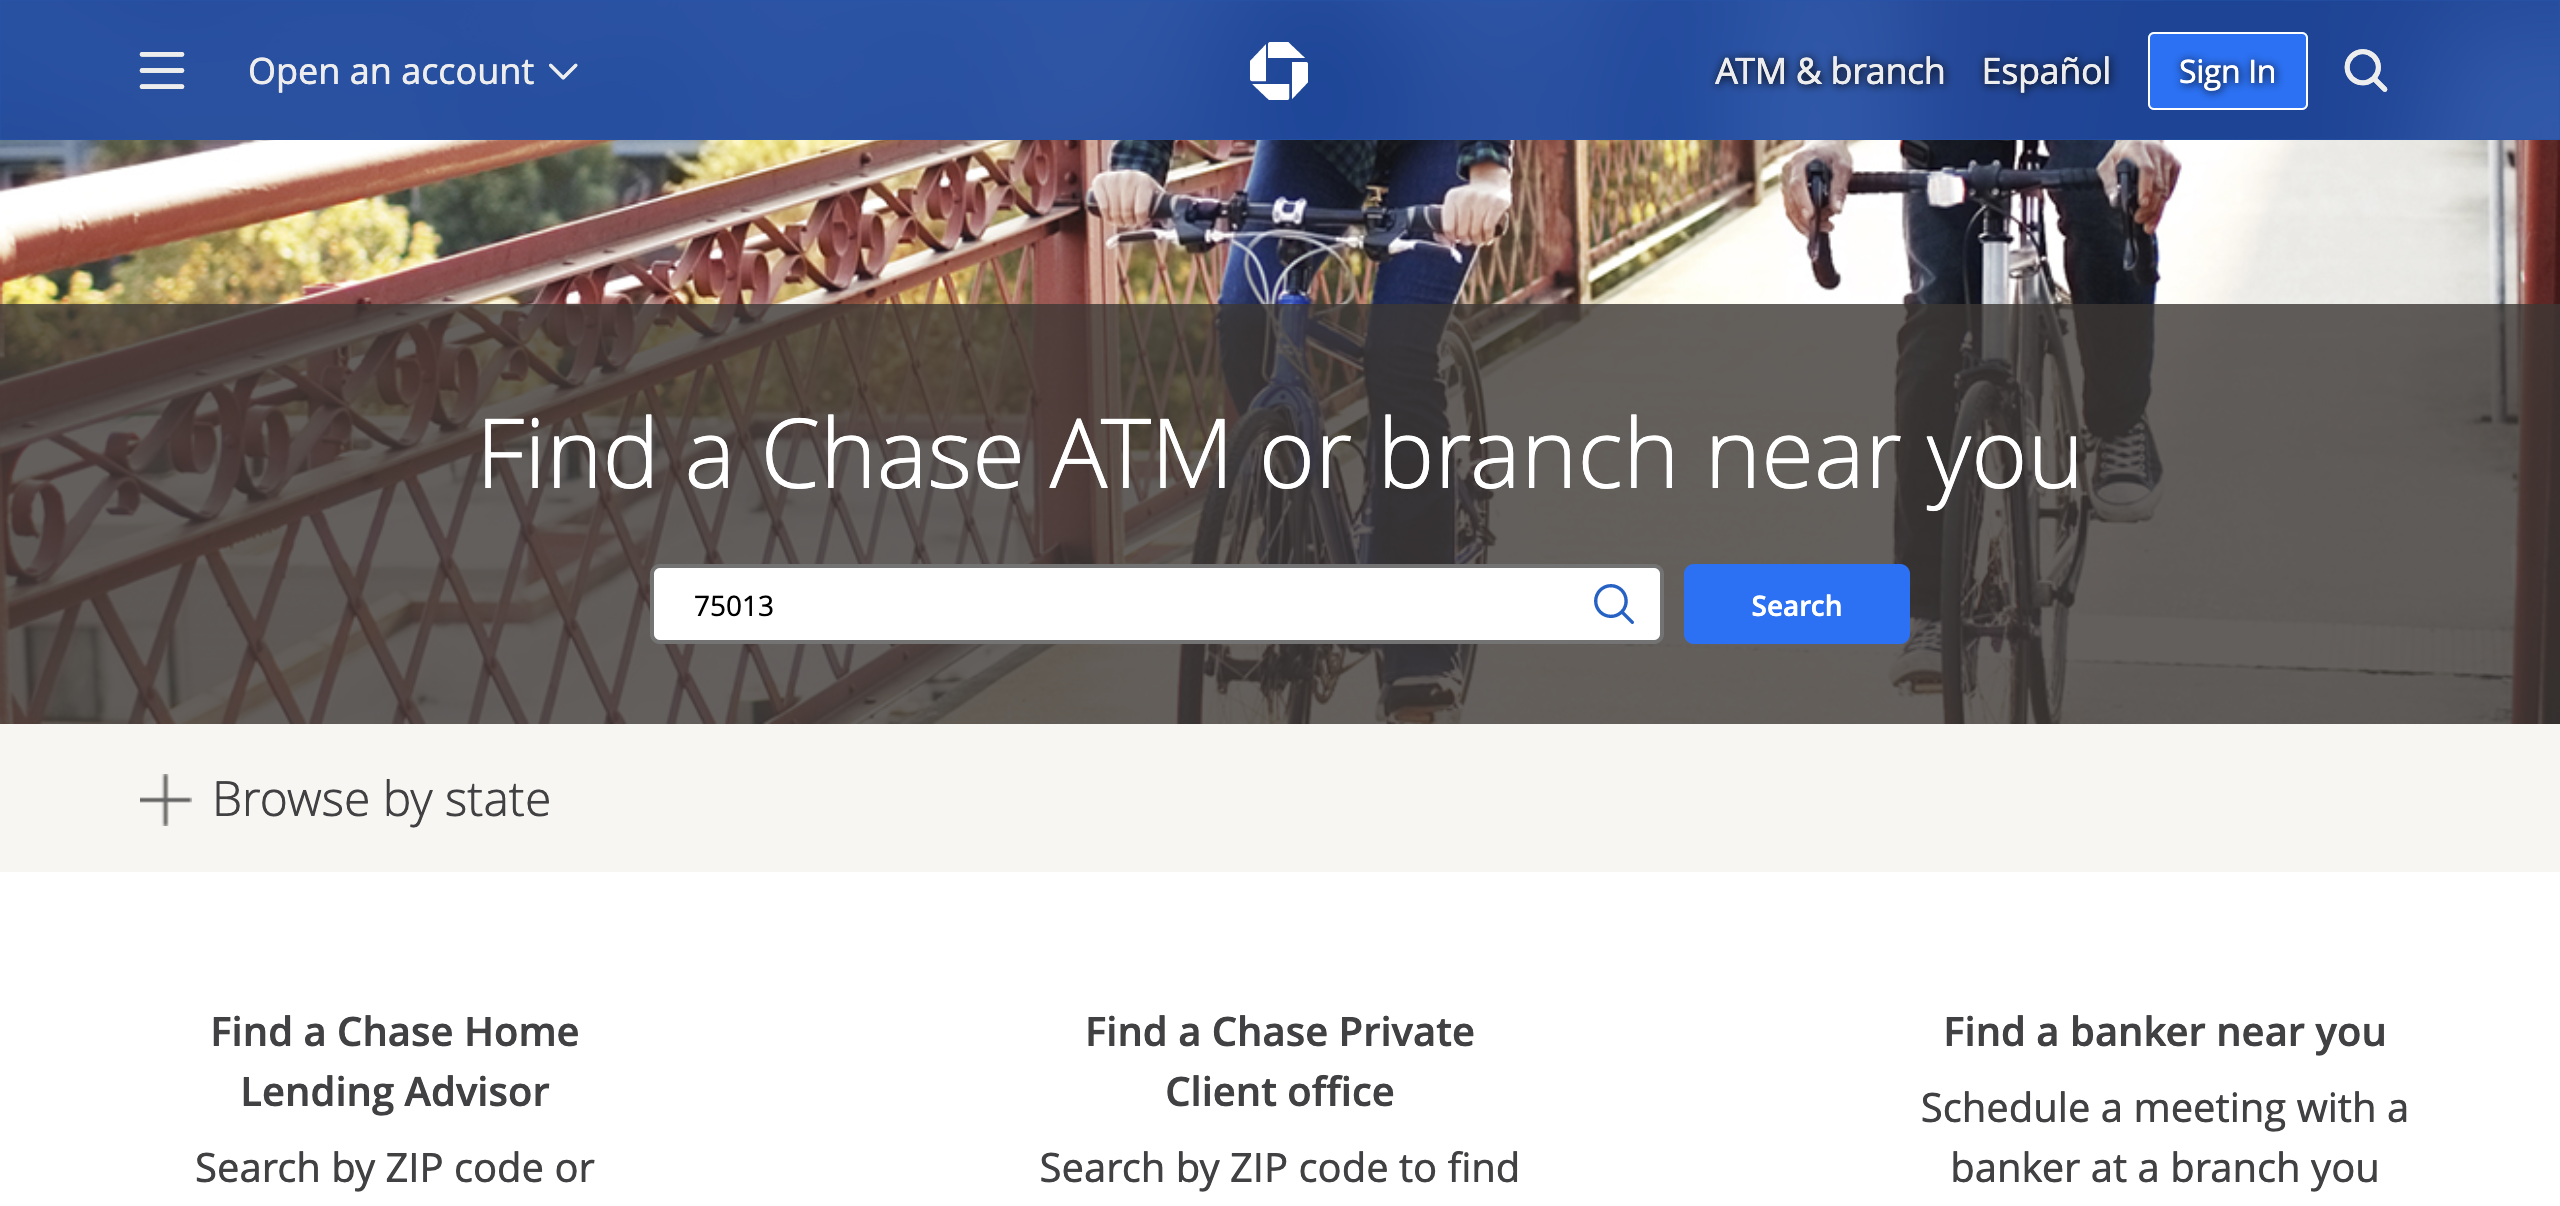 Open an account
ATM & branch
Español
Sign In
Find a Chase ATM or branch near you
75013
Search
Browse by state
Find a Chase Home
Lending Advisor
Search by ZIP code or
Find a Chase Private
Client office
Search by ZIP code to find
Find a banker near you
Schedule a meeting with a
banker at a branch you